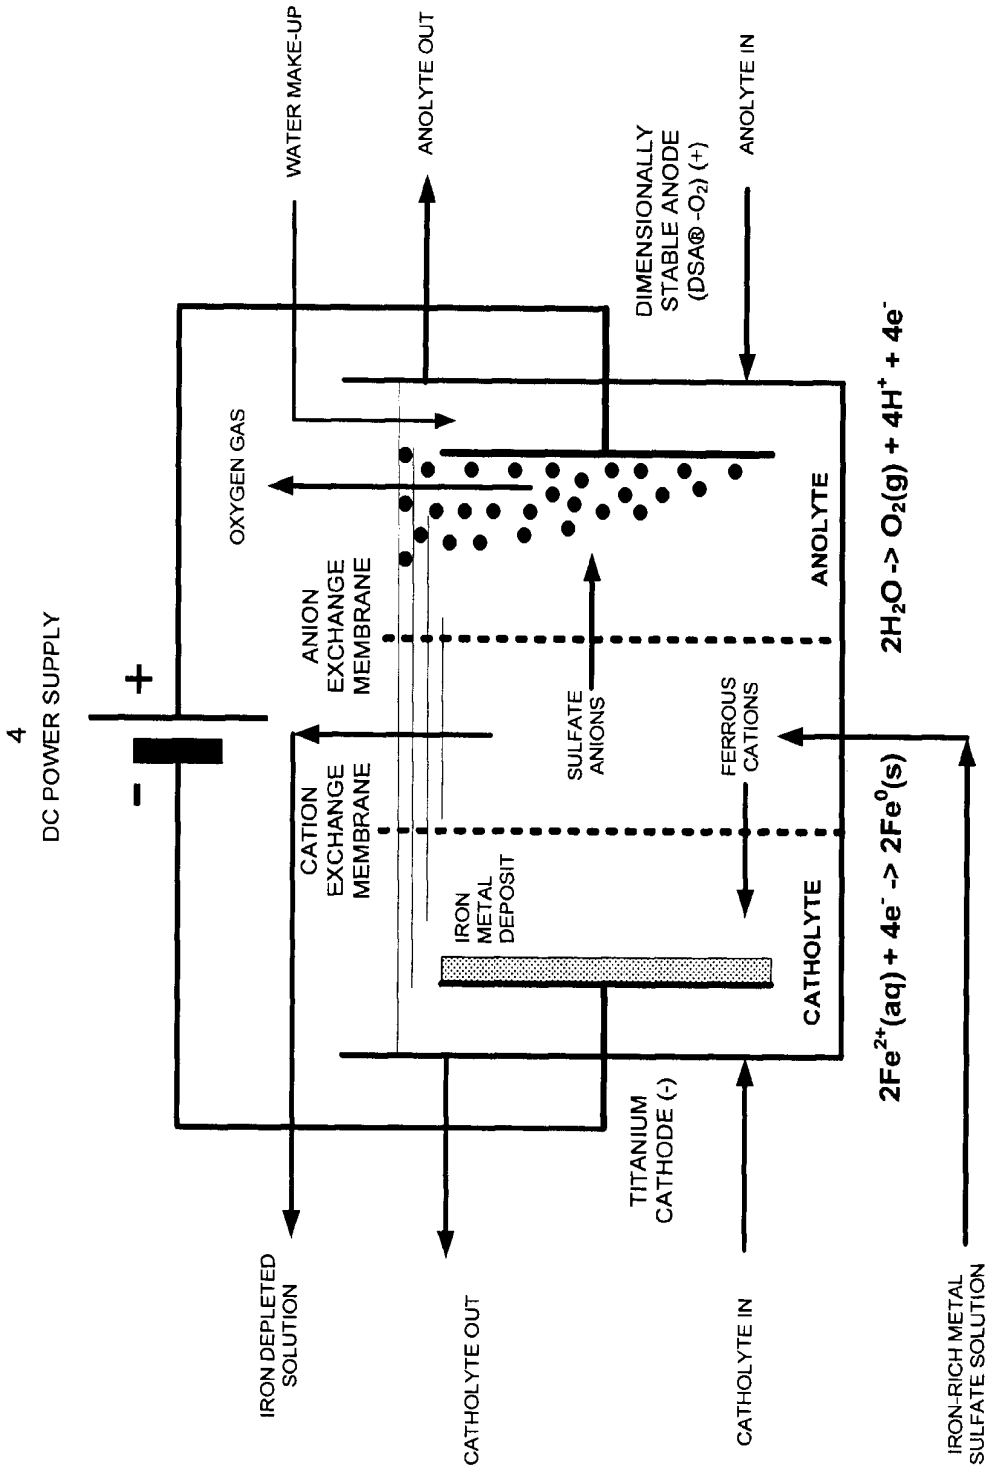 4
DC POWER SUPPLY
-
+
WATER MAKE-UP
OXYGEN GAS
ANOLYTE OUT
IRON DEPLETED
SOLUTION
CATION
EXCHANGE
MEMBRANE
ANION
EXCHANGE
MEMBRANE
CATHOLYTE OUT
IRON
METAL
DEPOSIT
SULFATE
ANIONS
TITANIUM
CATHODE (-)
DIMENSIONALLY
STABLE ANODE
(DSA® -O₂) (+)
CATHOLYTE IN
FERROUS
CATIONS
ANOLYTE IN
CATHOLYTE
ANOLYTE
2Fe²⁺(aq) + 4e⁻ -> 2Fe⁰(s)
2H₂O -> O₂(g) + 4H⁺ + 4e⁻
IRON-RICH METAL
SULFATE SOLUTION